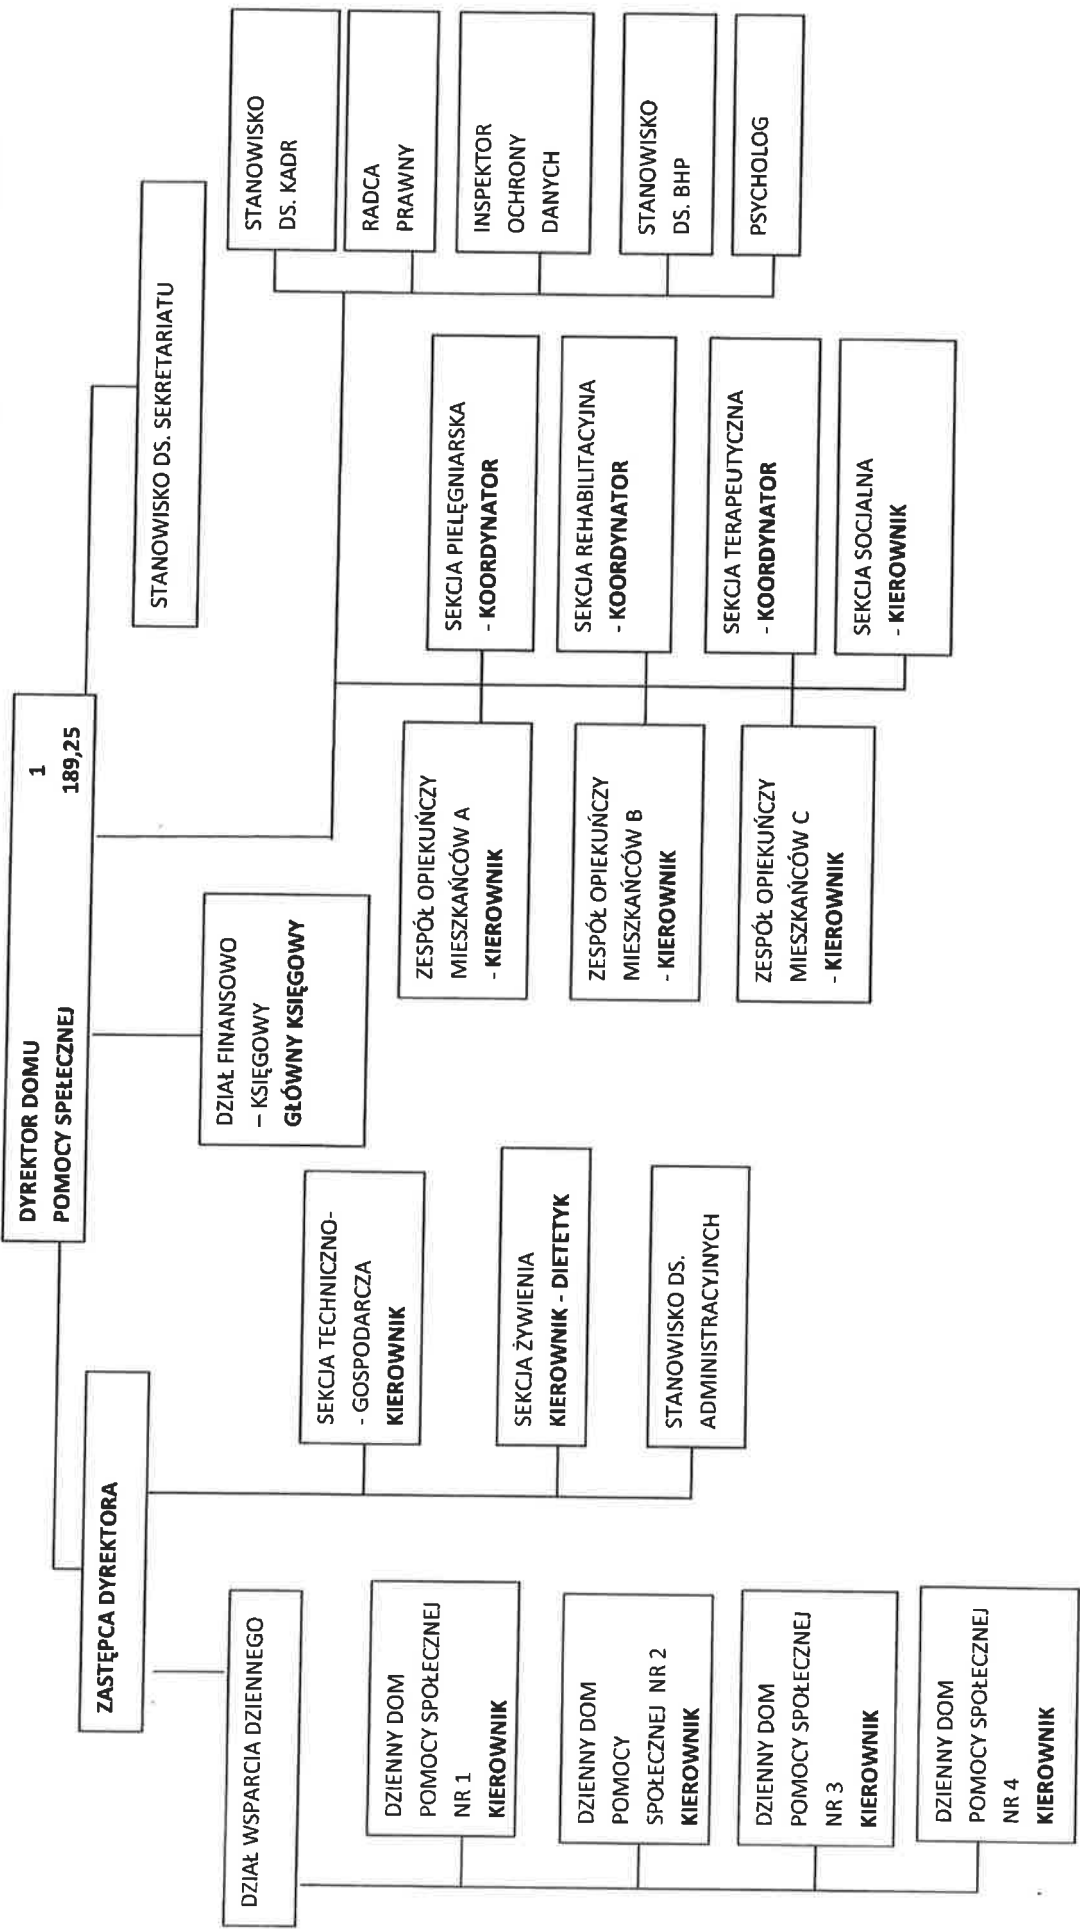 DYREKTOR DOMU 1
POMOCY SPEŁECZNEJ 189,25
ZASTĘPCA DYREKTORA
STANOWISKO DS. SEKRETARIATU
DZIAŁ WSPARCIA DZIENNEGO
DZIENNY DOM
POMOCY SPOŁECZNEJ
NR 1
KIEROWNIK
DZIENNY DOM
POMOCY
SPOŁECZNEJ NR 2
KIEROWNIK
DZIENNY DOM
POMOCY SPOŁECZNEJ
NR 3
KIEROWNIK
DZIENNY DOM
POMOCY SPOŁECZNEJ
NR 4
KIEROWNIK
SEKCJA TECHNICZNO-
- GOSPODARCZA
KIEROWNIK
SEKCJA ŻYWIENIA
KIEROWNIK - DIETETYK
STANOWISKO DS.
ADMINISTRACYJNYCH
DZIAŁ FINANSOWO
– KSIĘGOWY
GŁÓWNY KSIĘGOWY
ZESPÓŁ OPIEKUŃCZY
MIESZKAŃCÓW A
- KIEROWNIK
ZESPÓŁ OPIEKUŃCZY
MIESZKAŃCÓW B
- KIEROWNIK
ZESPÓŁ OPIEKUŃCZY
MIESZKAŃCÓW C
- KIEROWNIK
SEKCJA PIELĘGNIARSKA
- KOORDYNATOR
SEKCJA REHABILITACYJNA
- KOORDYNATOR
SEKCJA TERAPEUTYCZNA
- KOORDYNATOR
SEKCJA SOCJALNA
- KIEROWNIK
STANOWISKO
DS. KADR
RADCA
PRAWNY
INSPEKTOR
OCHRONY
DANYCH
STANOWISKO
DS. BHP
PSYCHOLOG